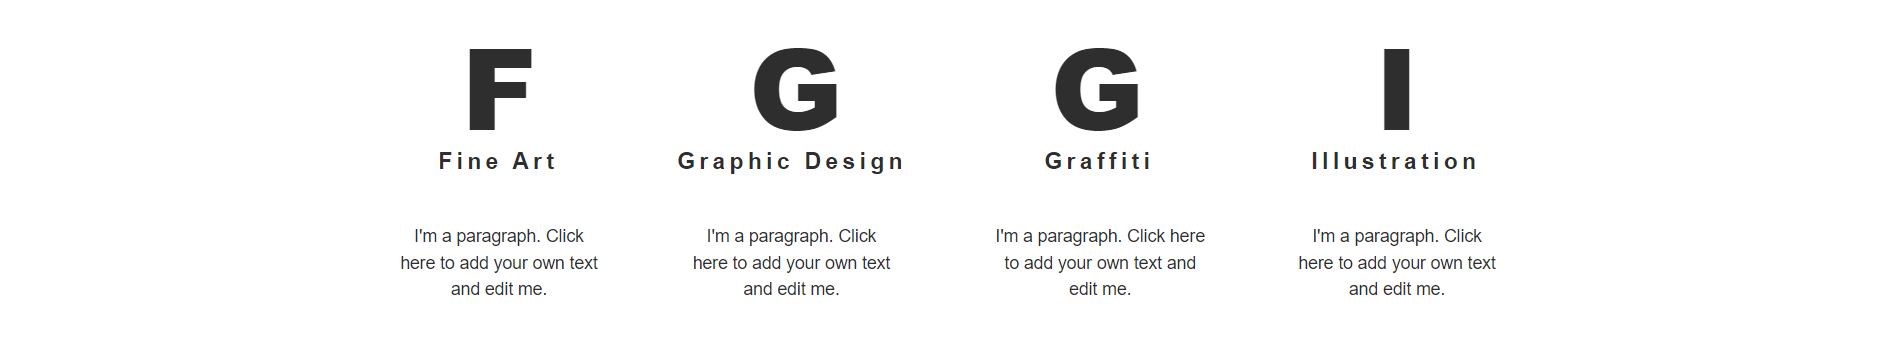 F
Fine Art
I'm a paragraph. Click
here to add your own text
and edit me.
G
Graphic Design
I'm a paragraph. Click
here to add your own text
and edit me.
G
Graffiti
I'm a paragraph. Click here
to add your own text and
edit me.
I
Illustration
I'm a paragraph. Click
here to add your own text
and edit me.